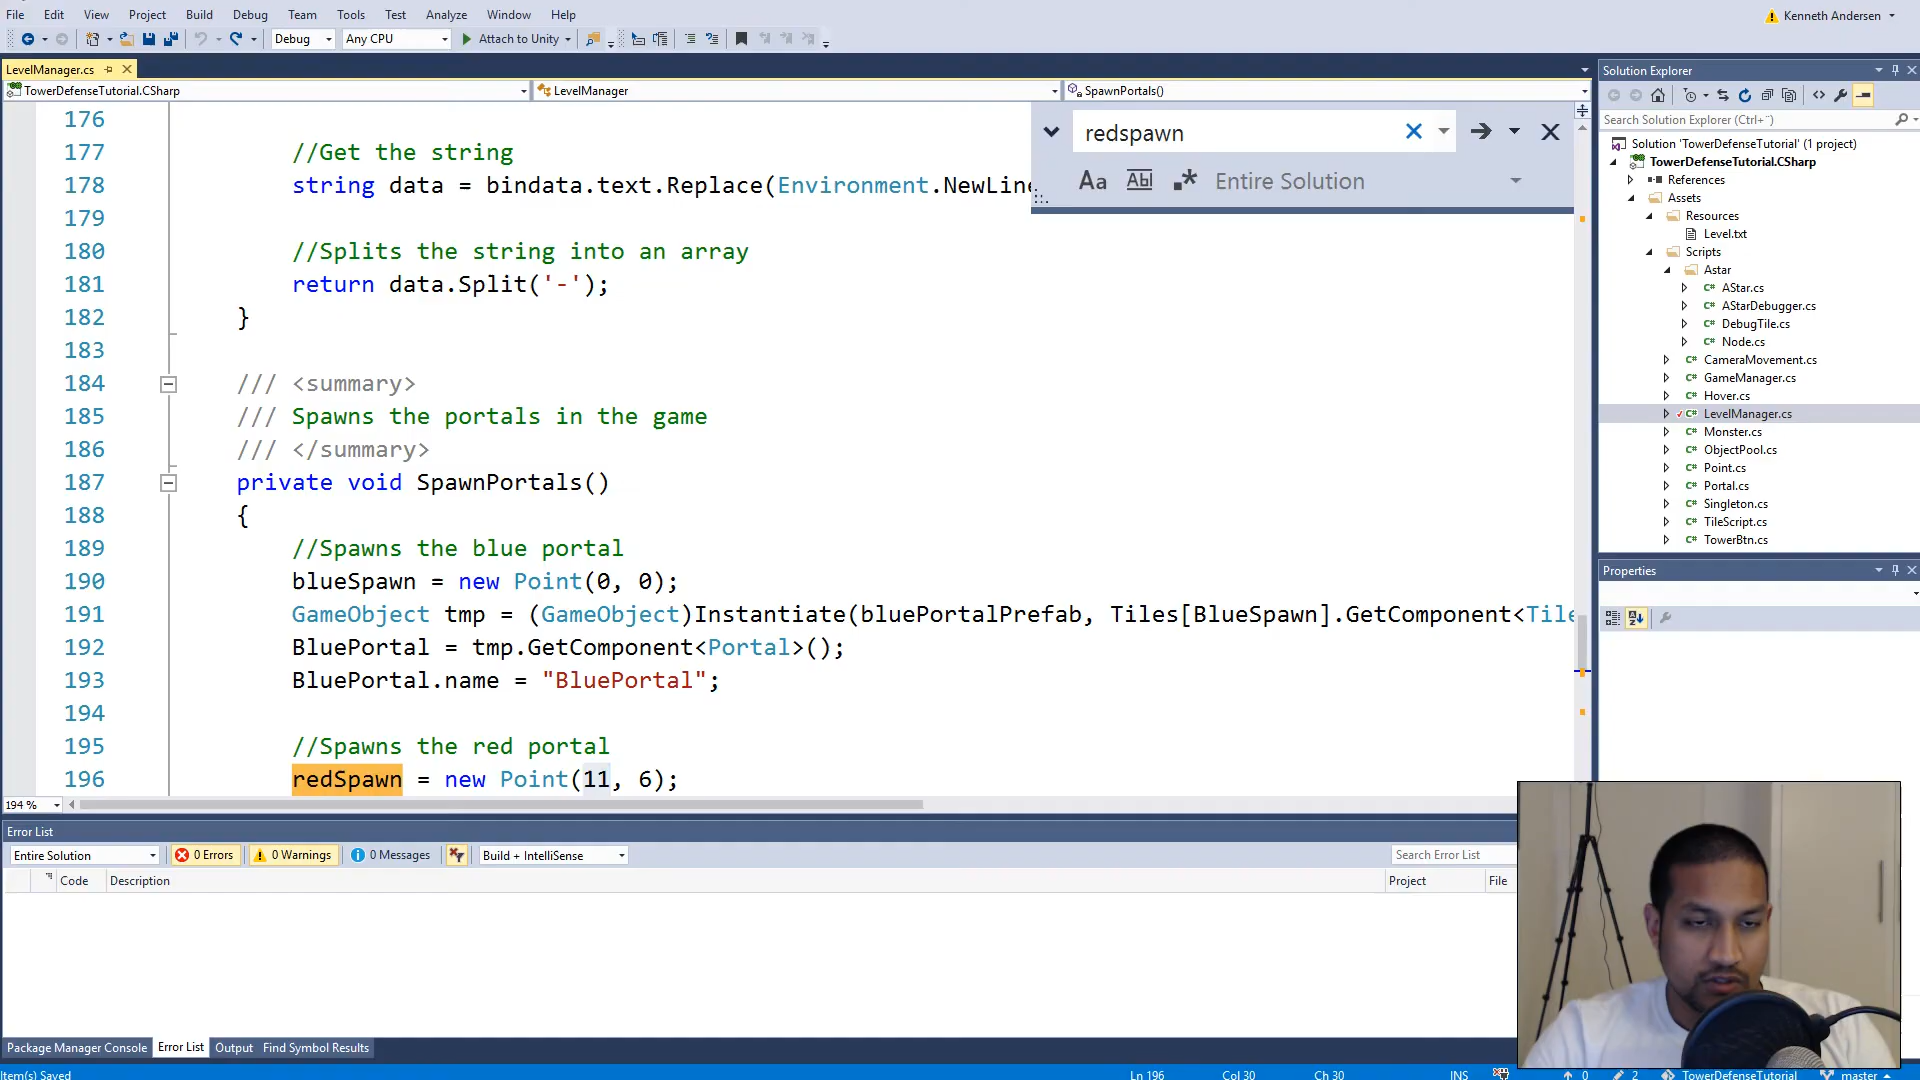 File Edit View Project Build Debug Team Tools Test Analyze Window Help
Kenneth Andersen
Debug Any CPU Attach to Unity
LevelManager.cs
TowerDefenseTutorial.CSharp LevelManager SpawnPortals()
redspawn
Aa Abl .* Entire Solution
176
177 //Get the string
178 string data = bindata.text.Replace(Environment.NewLine
179
180 //Splits the string into an array
181 return data.Split('-');
182 }
183
184 /// <summary>
185 /// Spawns the portals in the game
186 /// </summary>
187 private void SpawnPortals()
188 {
189 //Spawns the blue portal
190 blueSpawn = new Point(0, 0);
191 GameObject tmp = (GameObject)Instantiate(bluePortalPrefab, Tiles[BlueSpawn].GetComponent<Tile
192 BluePortal = tmp.GetComponent<Portal>();
193 BluePortal.name = "BluePortal";
194
195 //Spawns the red portal
196 redSpawn = new Point(11, 6);
194 %
Solution Explorer
Search Solution Explorer (Ctrl+¨)
Solution 'TowerDefenseTutorial' (1 project)
TowerDefenseTutorial.CSharp
References
Assets
Resources
Level.txt
Scripts
Astar
AStar.cs
AStarDebugger.cs
DebugTile.cs
Node.cs
CameraMovement.cs
GameManager.cs
Hover.cs
LevelManager.cs
Monster.cs
ObjectPool.cs
Point.cs
Portal.cs
Singleton.cs
TileScript.cs
TowerBtn.cs
Properties
Error List
Entire Solution 0 Errors 0 Warnings 0 Messages Build + IntelliSense Search Error List
Code Description Project File
Package Manager Console Error List Output Find Symbol Results
Item(s) Saved Ln 196 Col 30 Ch 30 INS 0 2 TowerDefenseTutorial master